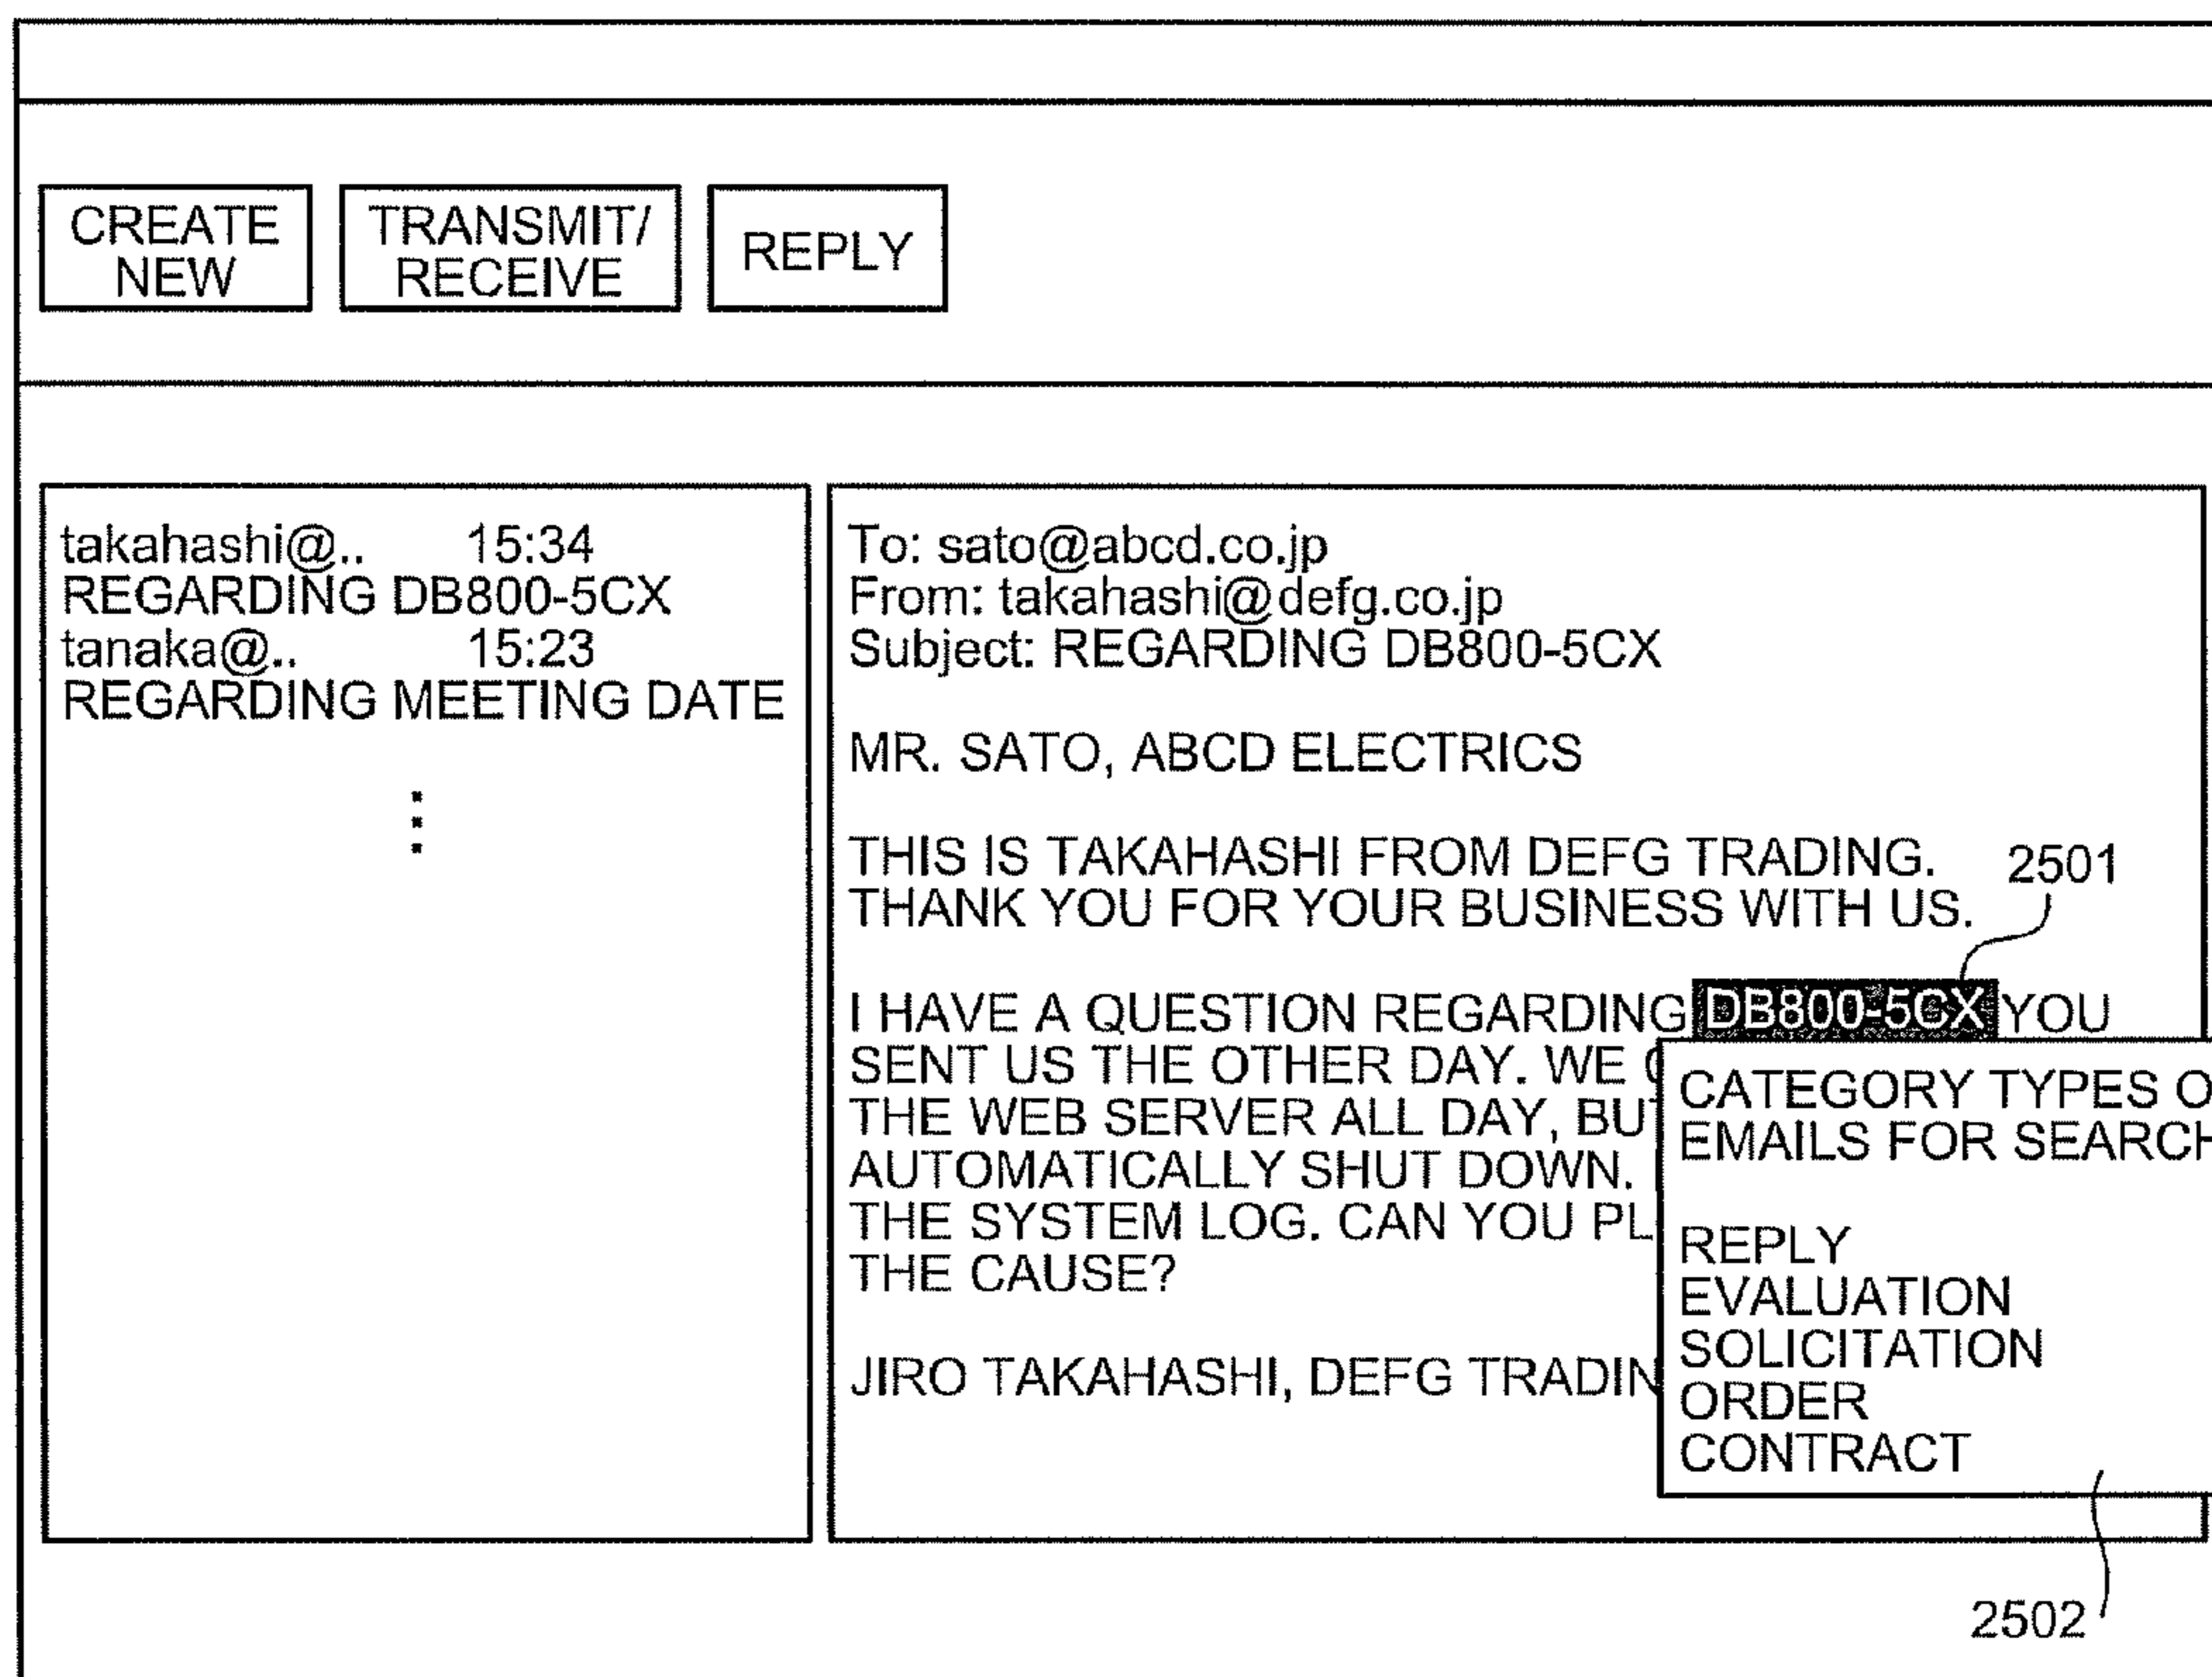 CREATE
NEW
TRANSMIT/
RECEIVE
REPLY
takahashi@.. 15:34
REGARDING DB800-5CX
tanaka@.. 15:23
REGARDING MEETING DATE
To: sato@abcd.co.jp
From: takahashi@defg.co.jp
Subject: REGARDING DB800-5CX
MR. SATO, ABCD ELECTRICS
THIS IS TAKAHASHI FROM DEFG TRADING.
THANK YOU FOR YOUR BUSINESS WITH US.
2501
I HAVE A QUESTION REGARDING DB800-5CX YOU
SENT US THE OTHER DAY. WE
THE WEB SERVER ALL DAY, BU
AUTOMATICALLY SHUT DOWN.
THE SYSTEM LOG. CAN YOU PL
THE CAUSE?
JIRO TAKAHASHI, DEFG TRADIN
CATEGORY TYPES O
EMAILS FOR SEARCH
REPLY
EVALUATION
SOLICITATION
ORDER
CONTRACT
2502